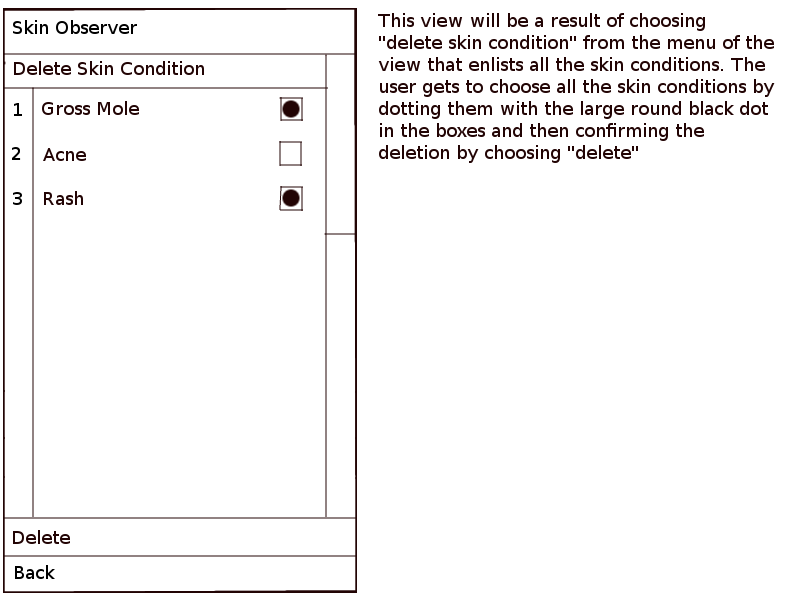 Skin Observer
Delete Skin Condition
1 Gross Mole
2 Acne
3 Rash
Delete
Back
This view will be a result of choosing
"delete skin condition" from the menu of the
view that enlists all the skin conditions. The
user gets to choose all the skin conditions by
dotting them with the large round black dot
in the boxes and then confirming the
deletion by choosing "delete"